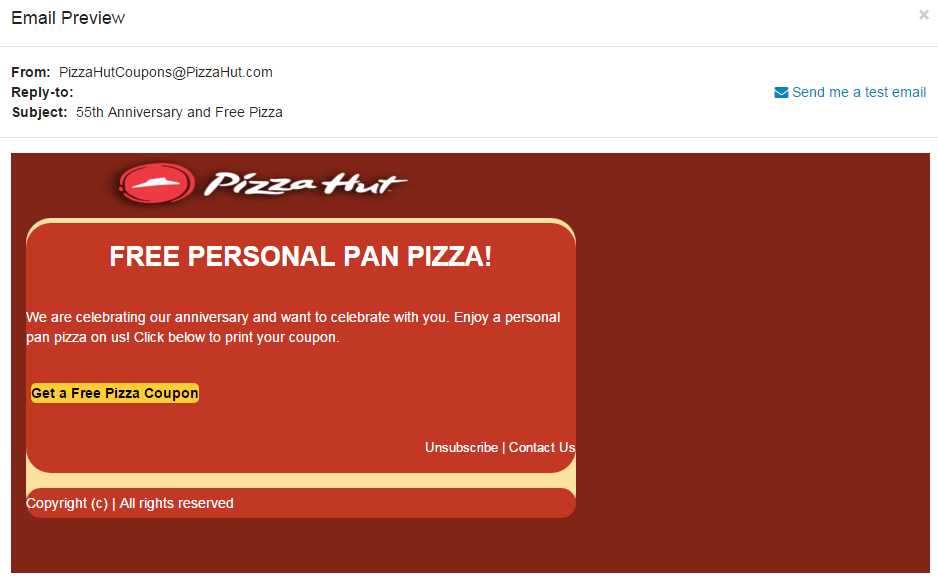 Email Preview
×
From: PizzaHutCoupons@PizzaHut.com
Reply-to:
Send me a test email
Subject: 55th Anniversary and Free Pizza
Pizza Hut
FREE PERSONAL PAN PIZZA!
We are celebrating our anniversary and want to celebrate with you. Enjoy a personal
pan pizza on us! Click below to print your coupon.
Get a Free Pizza Coupon
Unsubscribe | Contact Us
Copyright (c) | All rights reserved